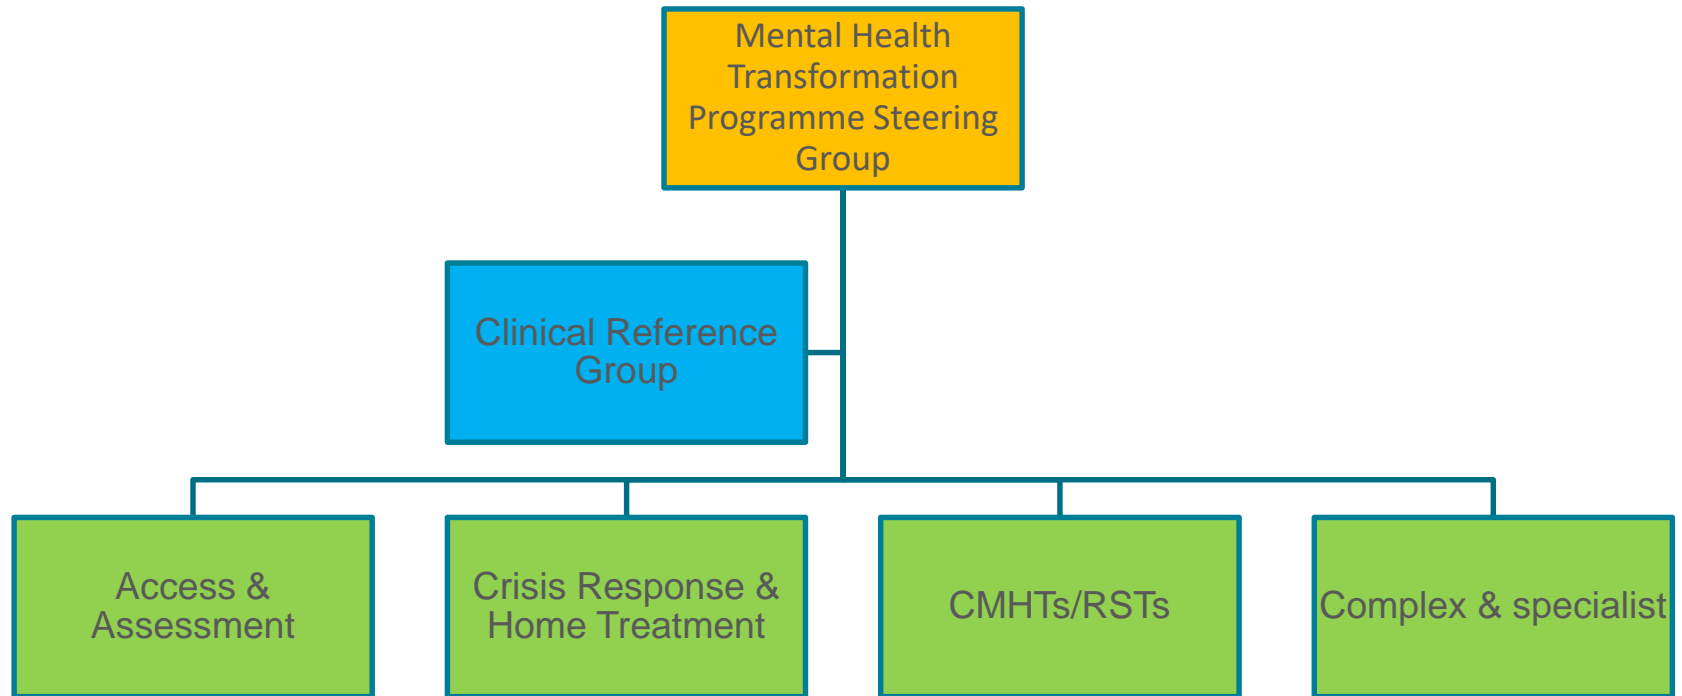 Mental Health
Transformation
Programme Steering
Group
Clinical Reference
Group
Access &
Assessment
Crisis Response &
Home Treatment
CMHTs/RSTs
Complex & specialist